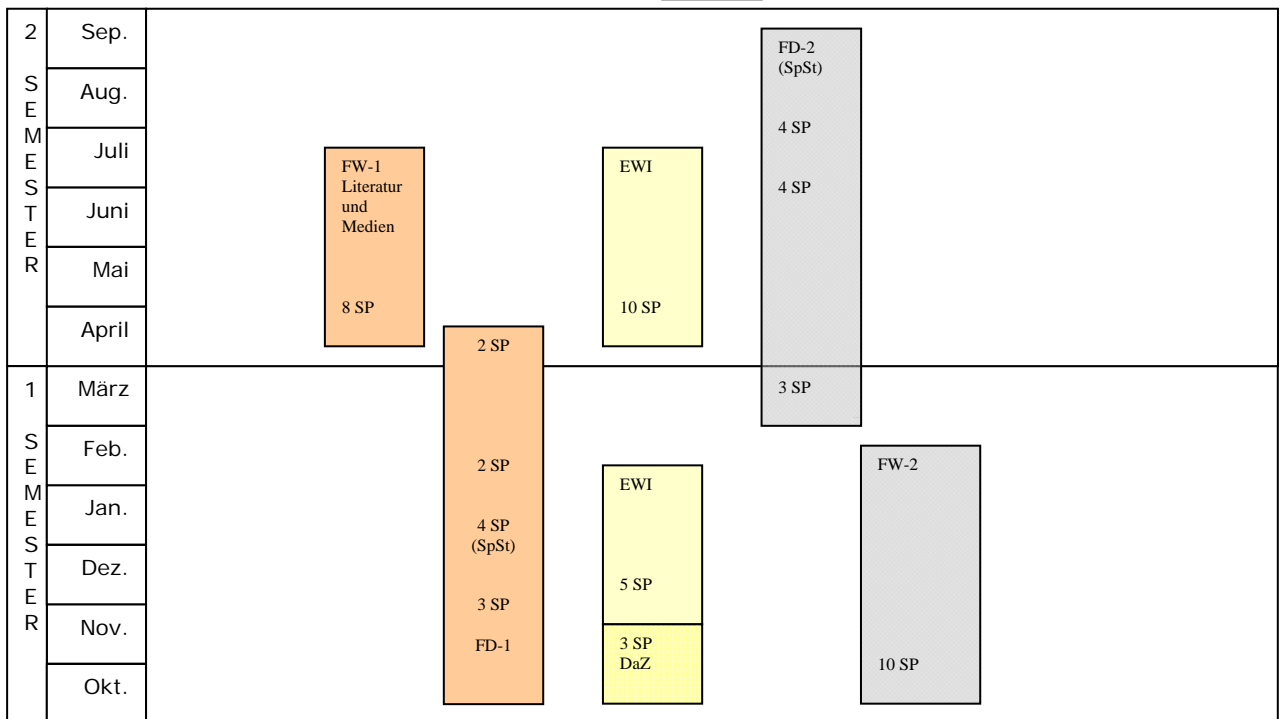 2
SEMESTER
Sep.
Aug.
Juli
Juni
Mai
April
FW-1
Literatur
und
Medien
8 SP
EWI
10 SP
FD-2
(SpSt)
4 SP
4 SP
3 SP
1
SEMESTER
März
Feb.
Jan.
Dez.
Nov.
Okt.
2 SP
2 SP
4 SP
(SpSt)
3 SP
FD-1
EWI
5 SP
3 SP
DaZ
FW-2
10 SP